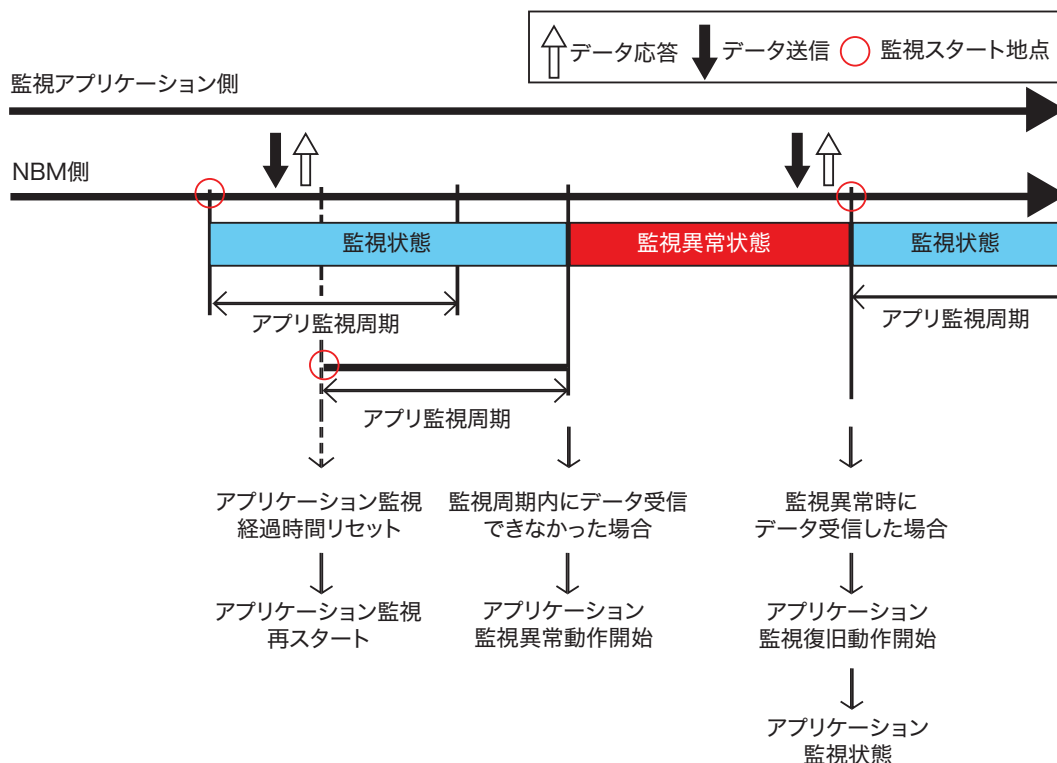 データ応答
データ送信
監視スタート地点
監視アプリケーション側
NBM側
監視状態
監視異常状態
監視状態
アプリ監視周期
アプリ監視周期
アプリ監視周期
アプリケーション監視
経過時間リセット
アプリケーション監視
再スタート
監視周期内にデータ受信
できなかった場合
アプリケーション
監視異常動作開始
監視異常時に
データ受信した場合
アプリケーション
監視復旧動作開始
アプリケーション
監視状態